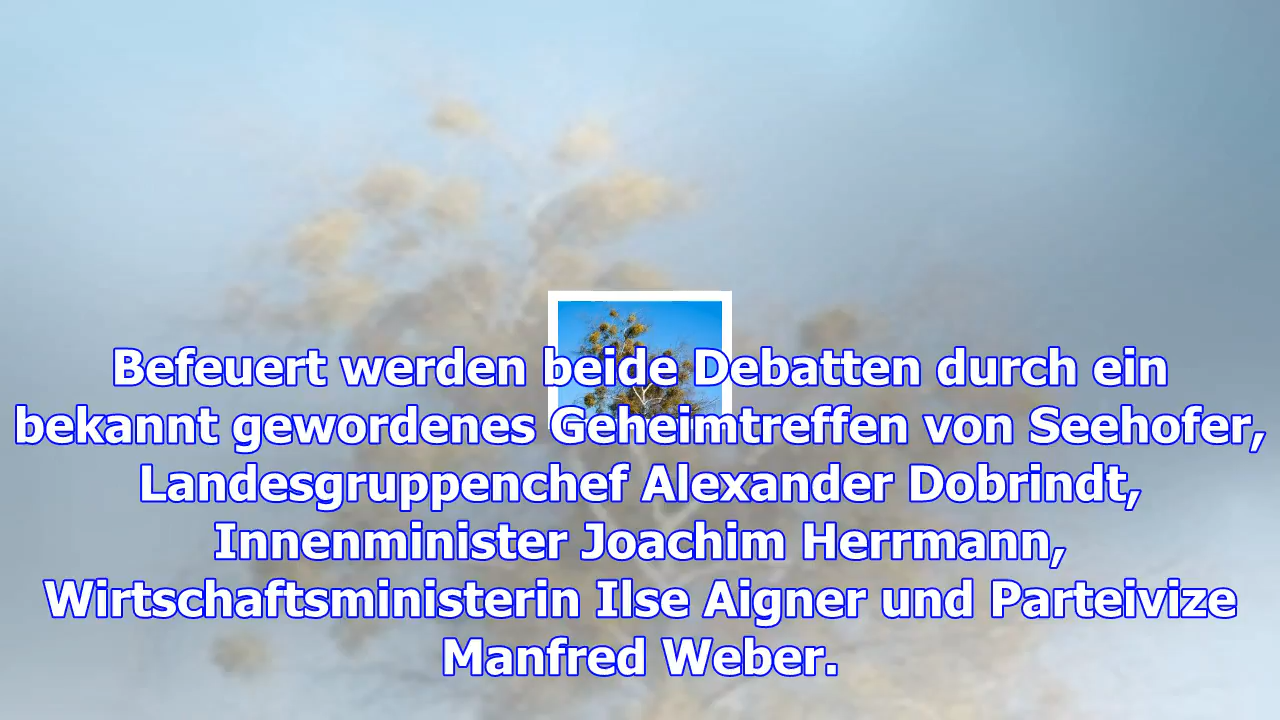 Befeuert werden beide Debatten durch ein
bekannt gewordenes Geheimtreffen von Seehofer,
Landesgruppenchef Alexander Dobrindt,
Innenminister Joachim Herrmann,
Wirtschaftsministerin Ilse Aigner und Parteivize
Manfred Weber.